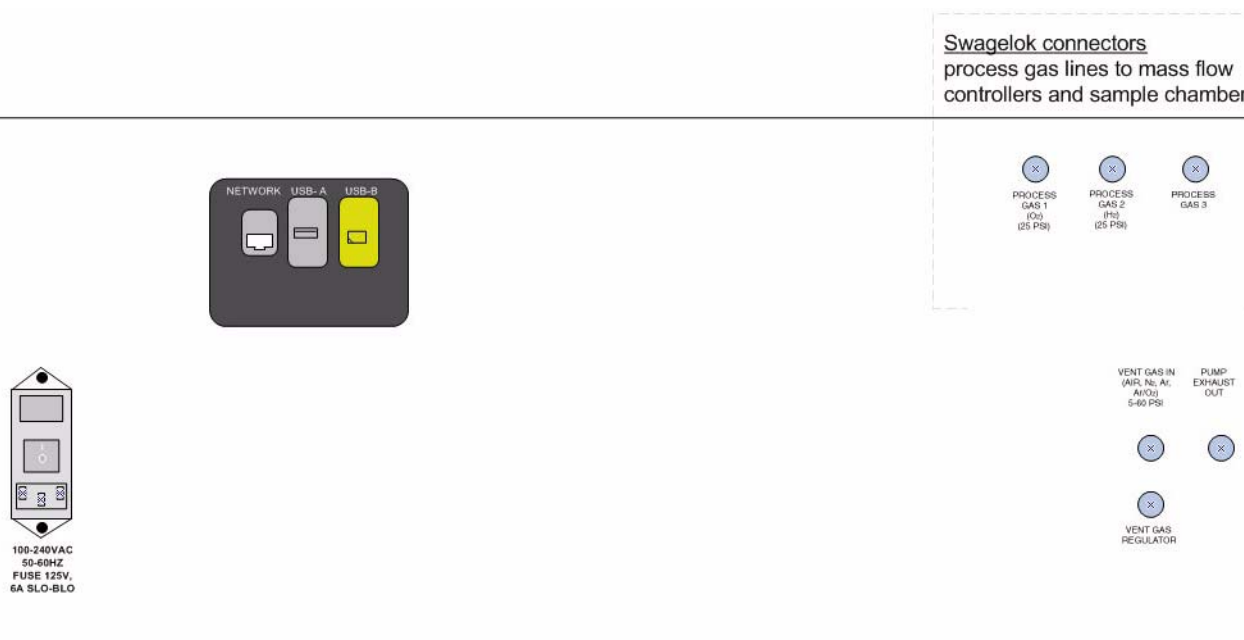 Swagelok connectors
process gas lines to mass flow
controllers and sample chamber
NETWORK USB- A USB-B
PROCESS
GAS 1
(O2)
(25 PSI)
PROCESS
GAS 2
(H2)
(25 PSI)
PROCESS
GAS 3
VENT GAS IN
(AIR, N2, Ar,
Ar/O2)
5-60 PSI
PUMP
EXHAUST
OUT
VENT GAS
REGULATOR
100-240VAC
50-60HZ
FUSE 125V,
6A SLO-BLO